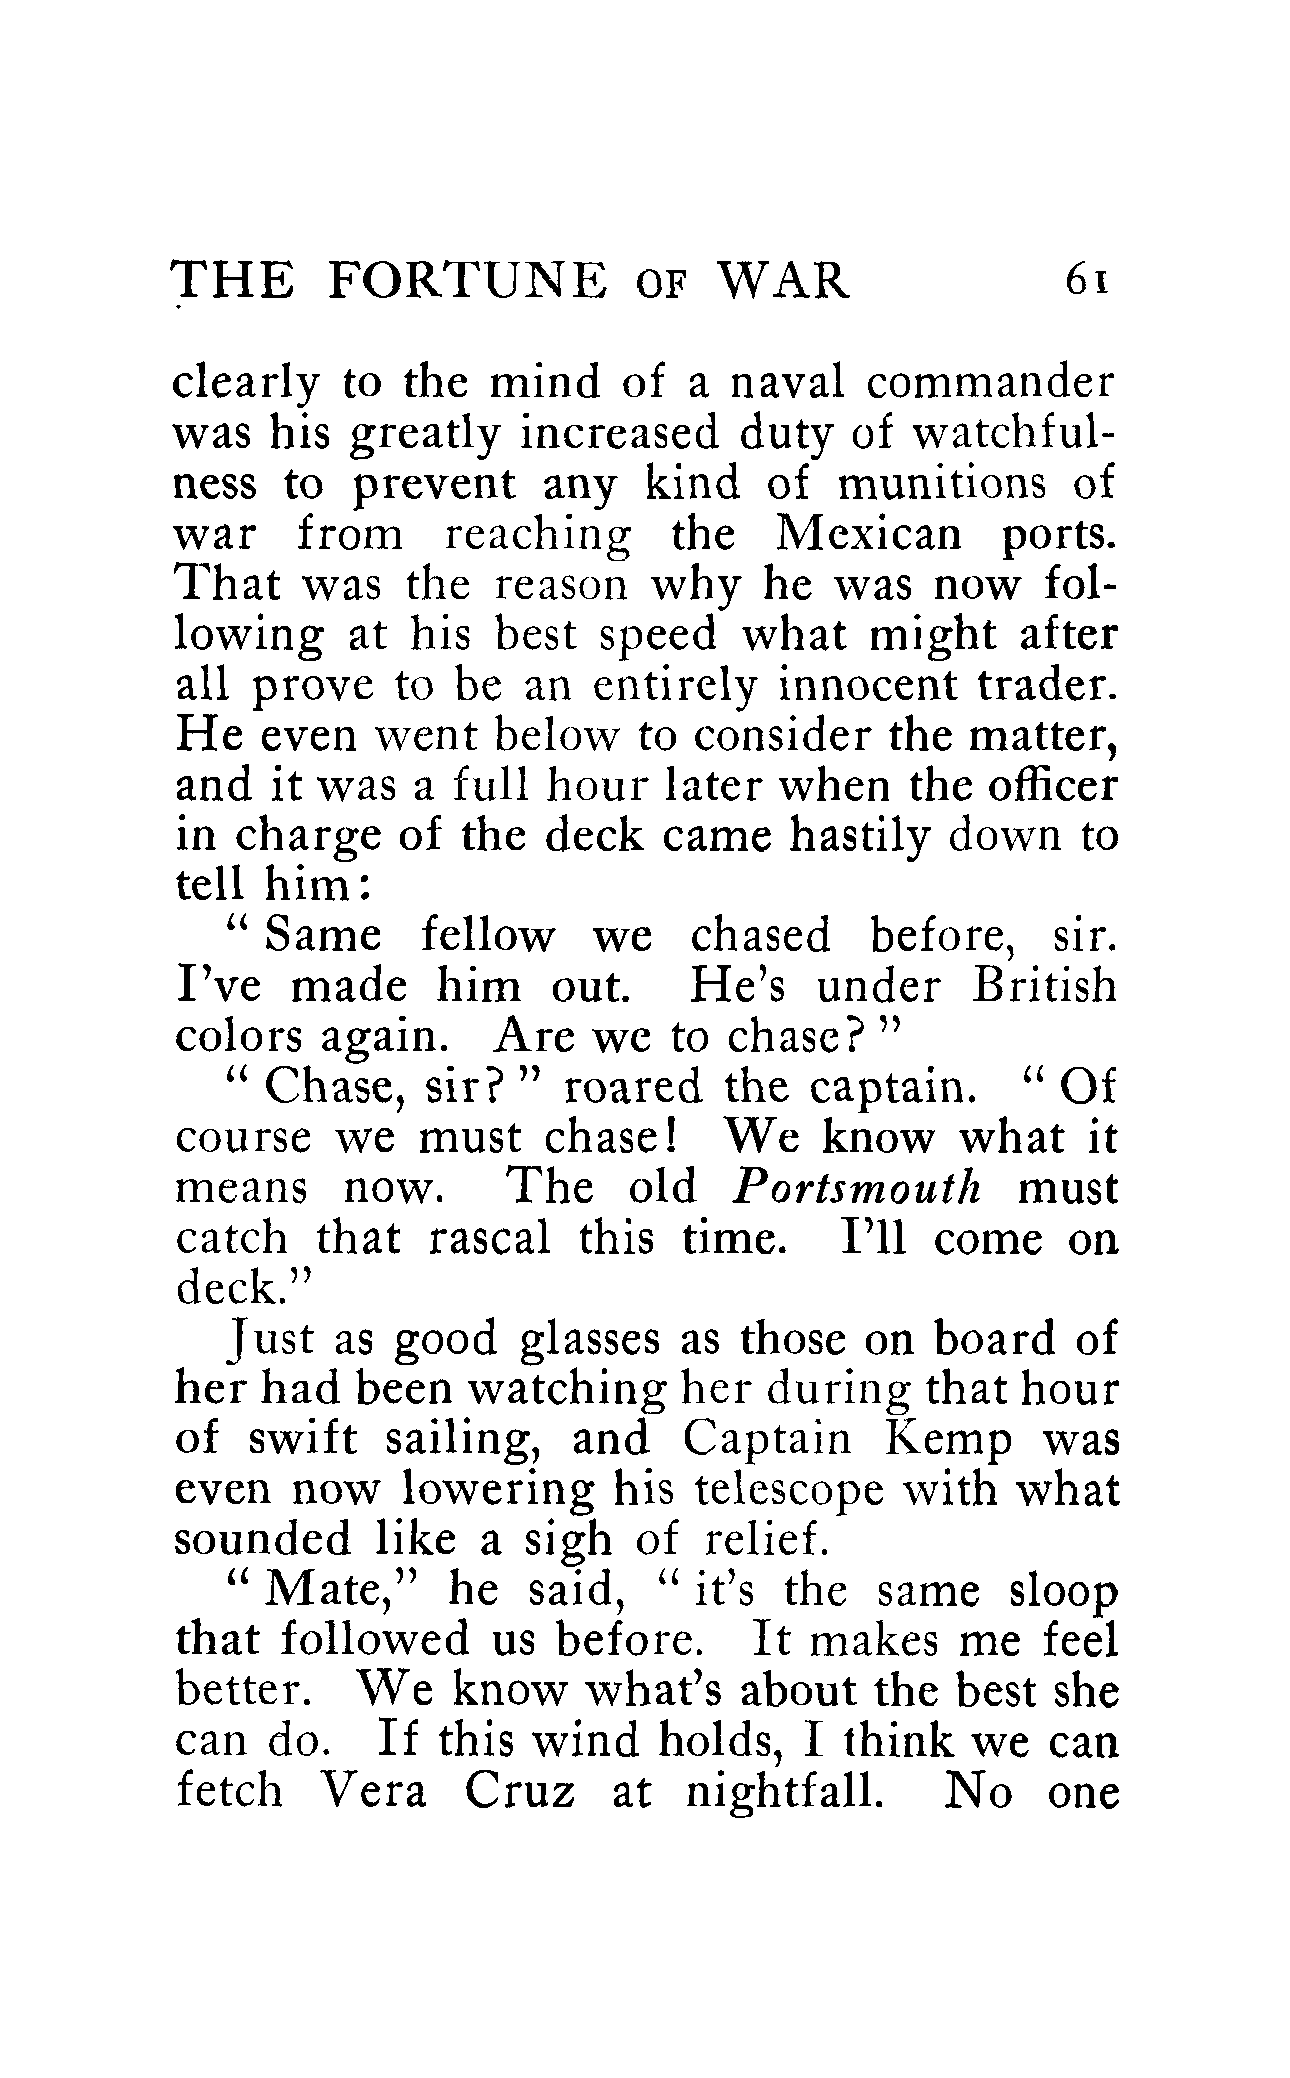 THE FORTUNE OF WAR 61
clearly to the mind of a naval commander
was his greatly increased duty of watchful-
ness to prevent any kind of munitions of
war from reaching the Mexican ports.
That was the reason why he was now fol-
lowing at his best speed what might after
all prove to be an entirely innocent trader.
He even went below to consider the matter,
and it was a full hour later when the officer
in charge of the deck came hastily down to
tell him:
" Same fellow we chased before, sir.
I've made him out. He's under British
colors again. Are we to chase? "
" Chase, sir? " roared the captain. " Of
course we must chase! We know what it
means now. The old Portsmouth must
catch that rascal this time. I'll come on
deck."
Just as good glasses as those on board of
her had been watching her during that hour
of swift sailing, and Captain Kemp was
even now lowering his telescope with what
sounded like a sigh of relief.
" Mate," he said, " it's the same sloop
that followed us before. It makes me feel
better. We know what's about the best she
can do. If this wind holds, I think we can
fetch Vera Cruz at nightfall. No one